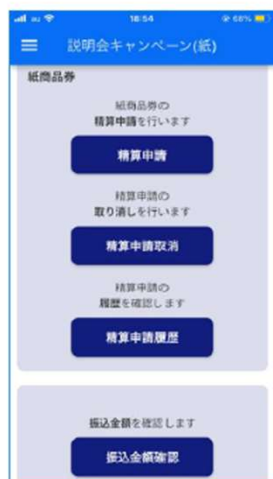 au 18:54 @ 68%
説明会キャンペーン(紙)
紙商品券
紙商品券の
精算申請を行います
精算申請
精算申請の
取り消しを行います
精算申請取消
精算申請の
履歴を確認します
精算申請履歴
振込金額を確認します
振込金額確認